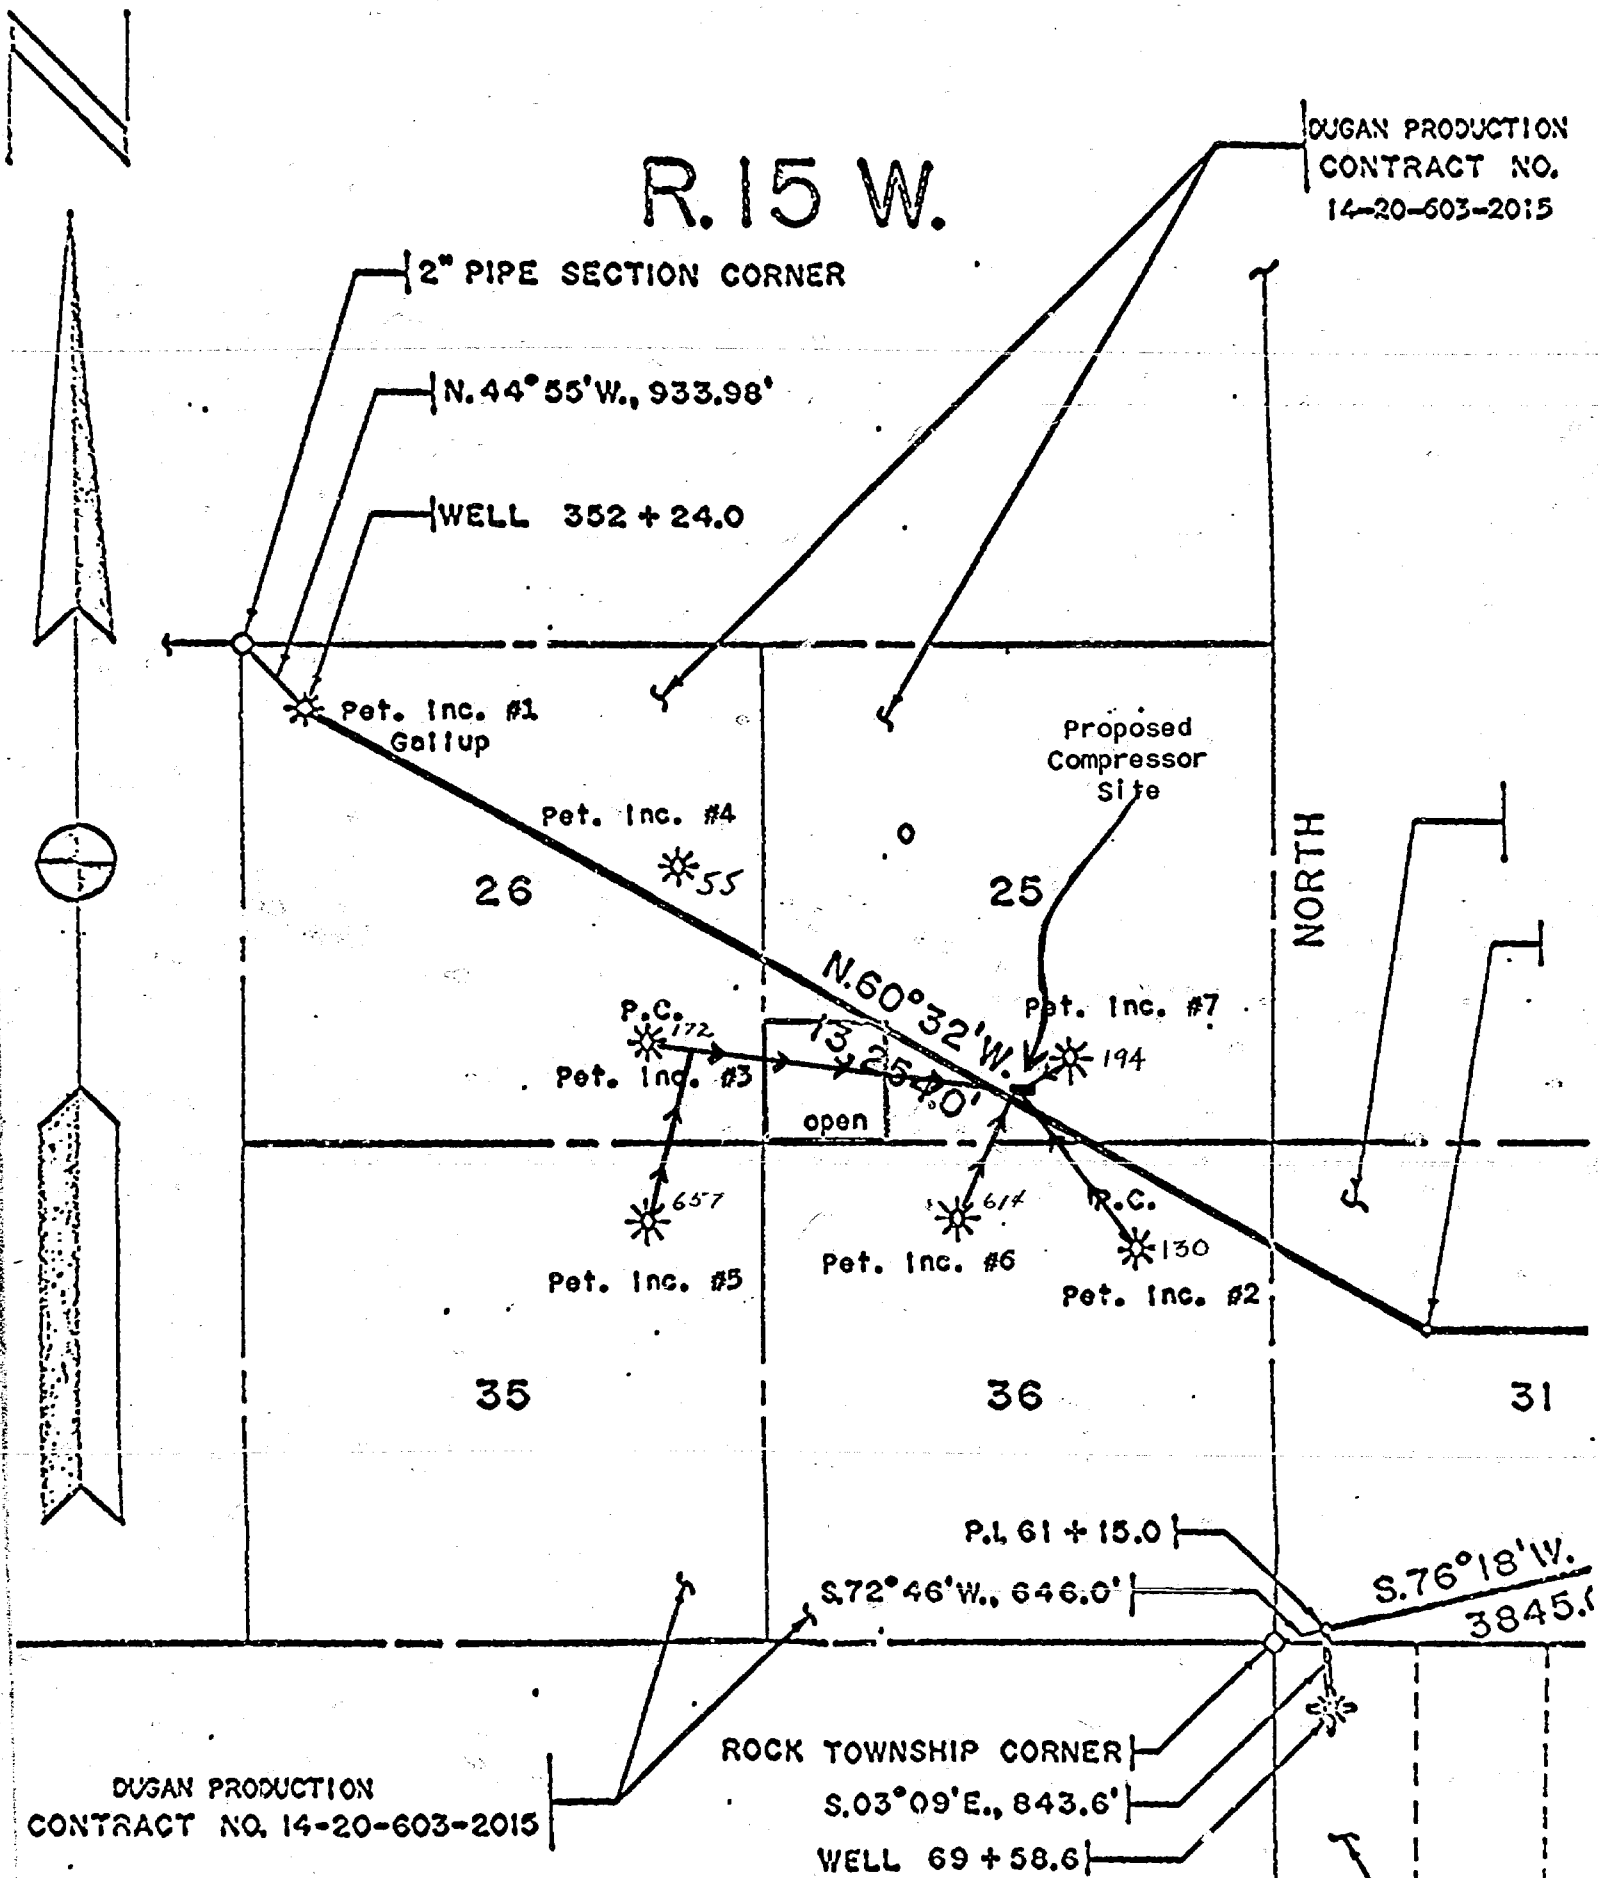 N
DUGAN PRODUCTION
CONTRACT NO.
14-20-603-2015
R.15 W.
2" PIPE SECTION CORNER
N.44°55'W., 933.98'
WELL 352 + 24.0
Pet. Inc. #1
Gallup
Proposed
Compressor
Site
Pet. Inc. #4
55
26
25
NORTH
N.60°32'W.
13,254.0'
Pet. Inc. #7
194
P.C.
172
Pet. Inc. #3
open
657
Pet. Inc. #5
614
Pet. Inc. #6
P.C.
130
Pet. Inc. #2
35
36
31
P.I. 61 + 15.0
S.72°46'W., 646.0'
S.76°18'W.
3845.0
ROCK TOWNSHIP CORNER
S.03°09'E., 843.6'
WELL 69 + 58.6
DUGAN PRODUCTION
CONTRACT NO. 14-20-603-2015